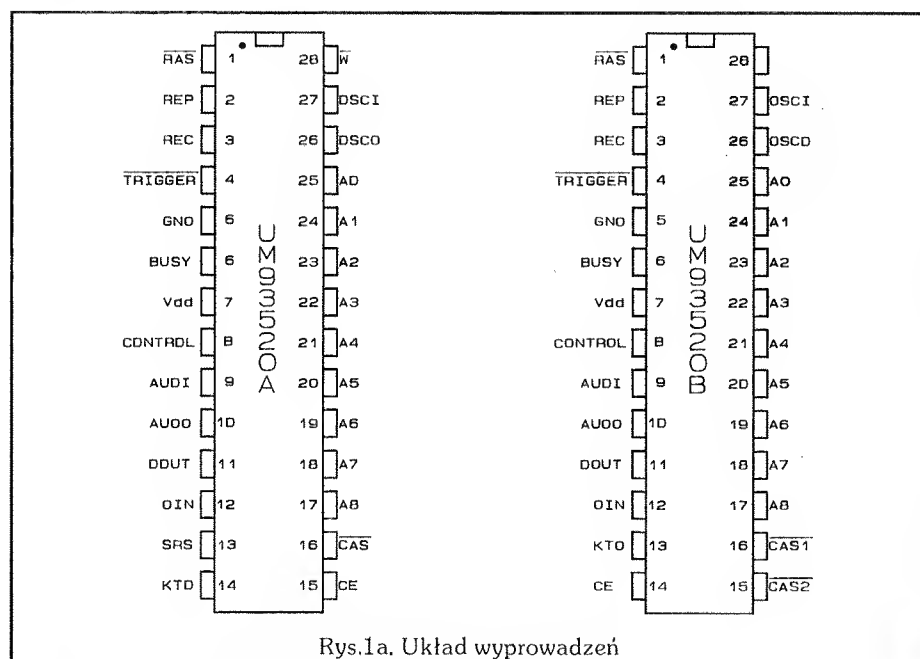 RAS 1 28 W
REP 2 27 OSCI
REC 3 26 OSCO
TRIGGER 4 25 A0
GND 6 24 A1
BUSY 6 23 A2
Vdd 7 22 A3
CONTROL 8 21 A4
AUDI 9 20 A5
AUDO 10 19 A6
DOUT 11 18 A7
DIN 12 17 A8
SRS 13 16 CAS
KTD 14 15 CE
UM93520A
RAS 1 28
REP 2 27 OSCI
REC 3 26 OSCO
TRIGGER 4 25 A0
GND 5 24 A1
BUSY 6 23 A2
Vdd 7 22 A3
CONTROL 8 21 A4
AUDI 9 20 A5
AUDO 10 19 A6
DOUT 11 18 A7
DIN 12 17 A8
KTO 13 16 CAS1
CE 14 15 CAS2
UM93520B
Rys.1a. Układ wyprowadzeń